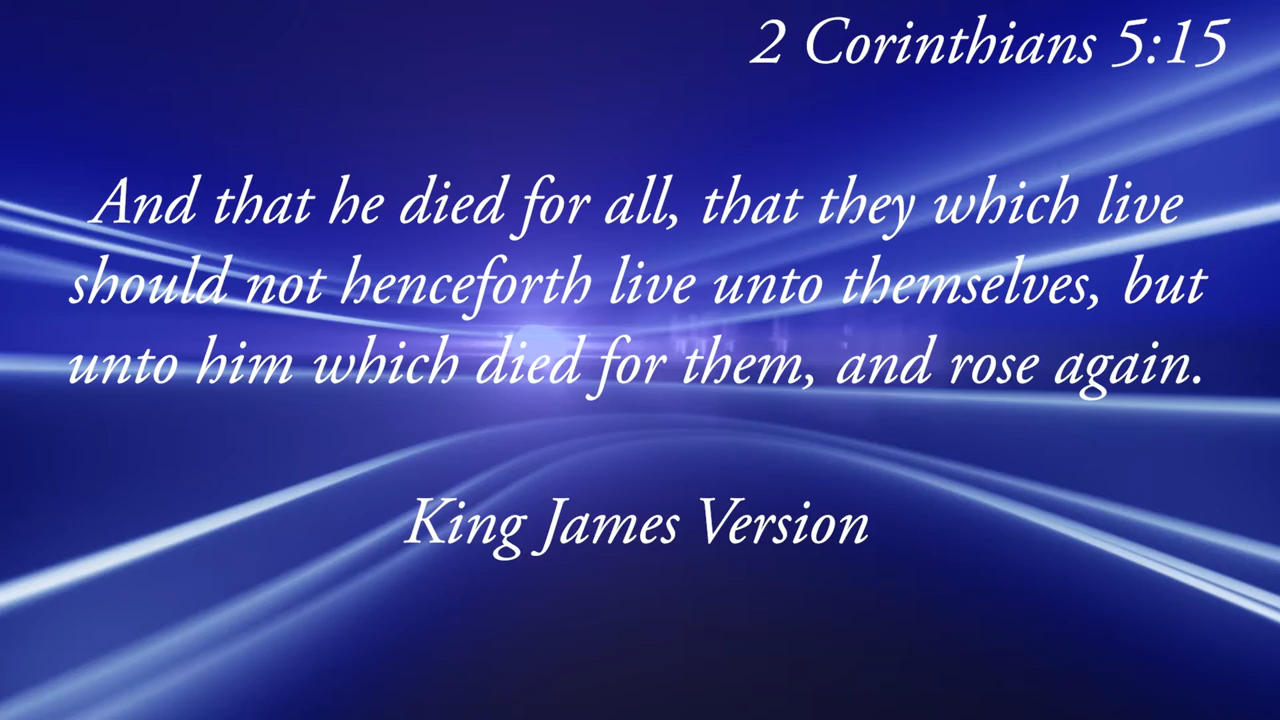 2 Corinthians 5:15
And that he died for all, that they which live
should not henceforth live unto themselves, but
unto him which died for them, and rose again.
King James Version